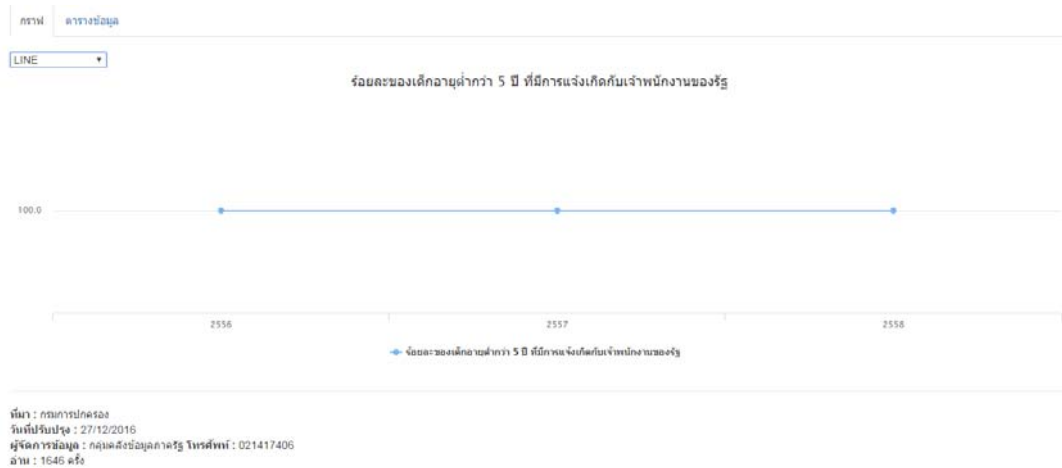 กราฟ ตารางข้อมูล
LINE
ร้อยละของเด็กอายุต่ำกว่า 5 ปี ที่มีการแจ้งเกิดกับเจ้าพนักงานของรัฐ
100.0
2556 2557 2558
ร้อยละของเด็กอายุต่ำกว่า 5 ปี ที่มีการแจ้งเกิดกับเจ้าพนักงานของรัฐ
ที่มา : กรมการปกครอง
วันที่ปรับปรุง : 27/12/2016
ผู้จัดการข้อมูล : กลุ่มคลังข้อมูลภาครัฐ โทรศัพท์ : 021417406
อ่าน : 1646 ครั้ง